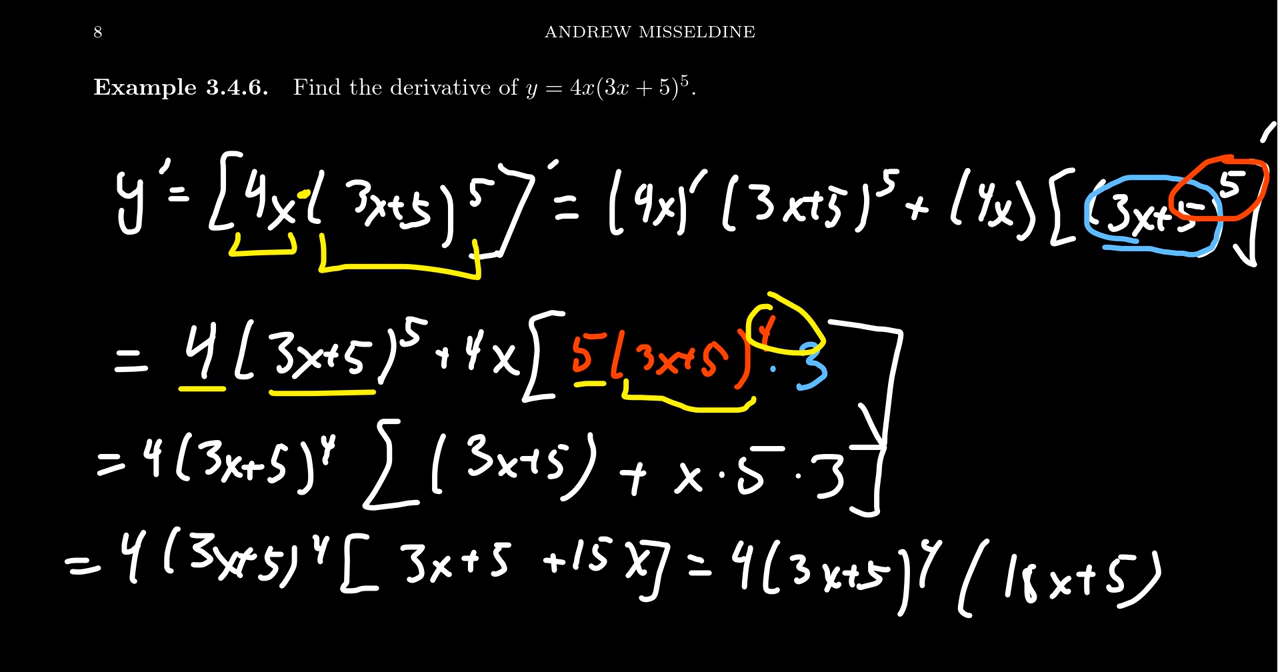 8 ANDREW MISSELDINE
Example 3.4.6. Find the derivative of y = 4x(3x + 5)⁵.
y' = [4x·(3x+5)⁵]' = (4x)'(3x+5)⁵ + (4x)[(3x+5)⁵]'
= 4(3x+5)⁵ + 4x[5(3x+5)⁴ · 3]
= 4(3x+5)⁴ [(3x+5) + x · 5 · 3]
= 4(3x+5)⁴[3x+5 +15x] = 4(3x+5)⁴(18x+5)